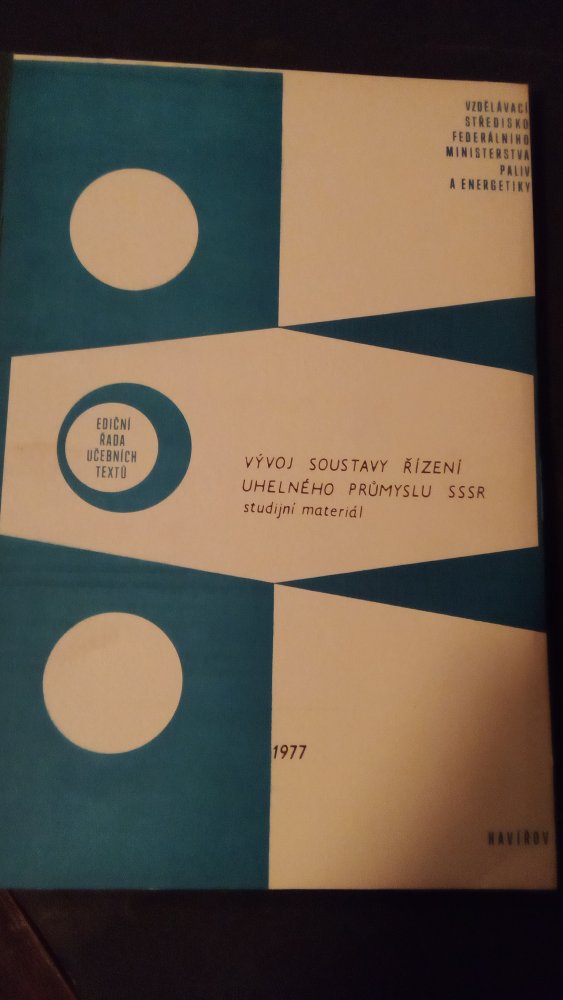 VZDĚLÁVACÍ
STŘEDISKO
FEDERÁLNÍHO
MINISTERSTVA
PALIV
A ENERGETIKY
EDIČNÍ
ŘADA
UČEBNÍCH
TEXTŮ
VÝVOJ SOUSTAVY ŘÍZENÍ
UHELNÉHO PRŮMYSLU SSSR
studijní materiál
1977
HAVÍŘOV